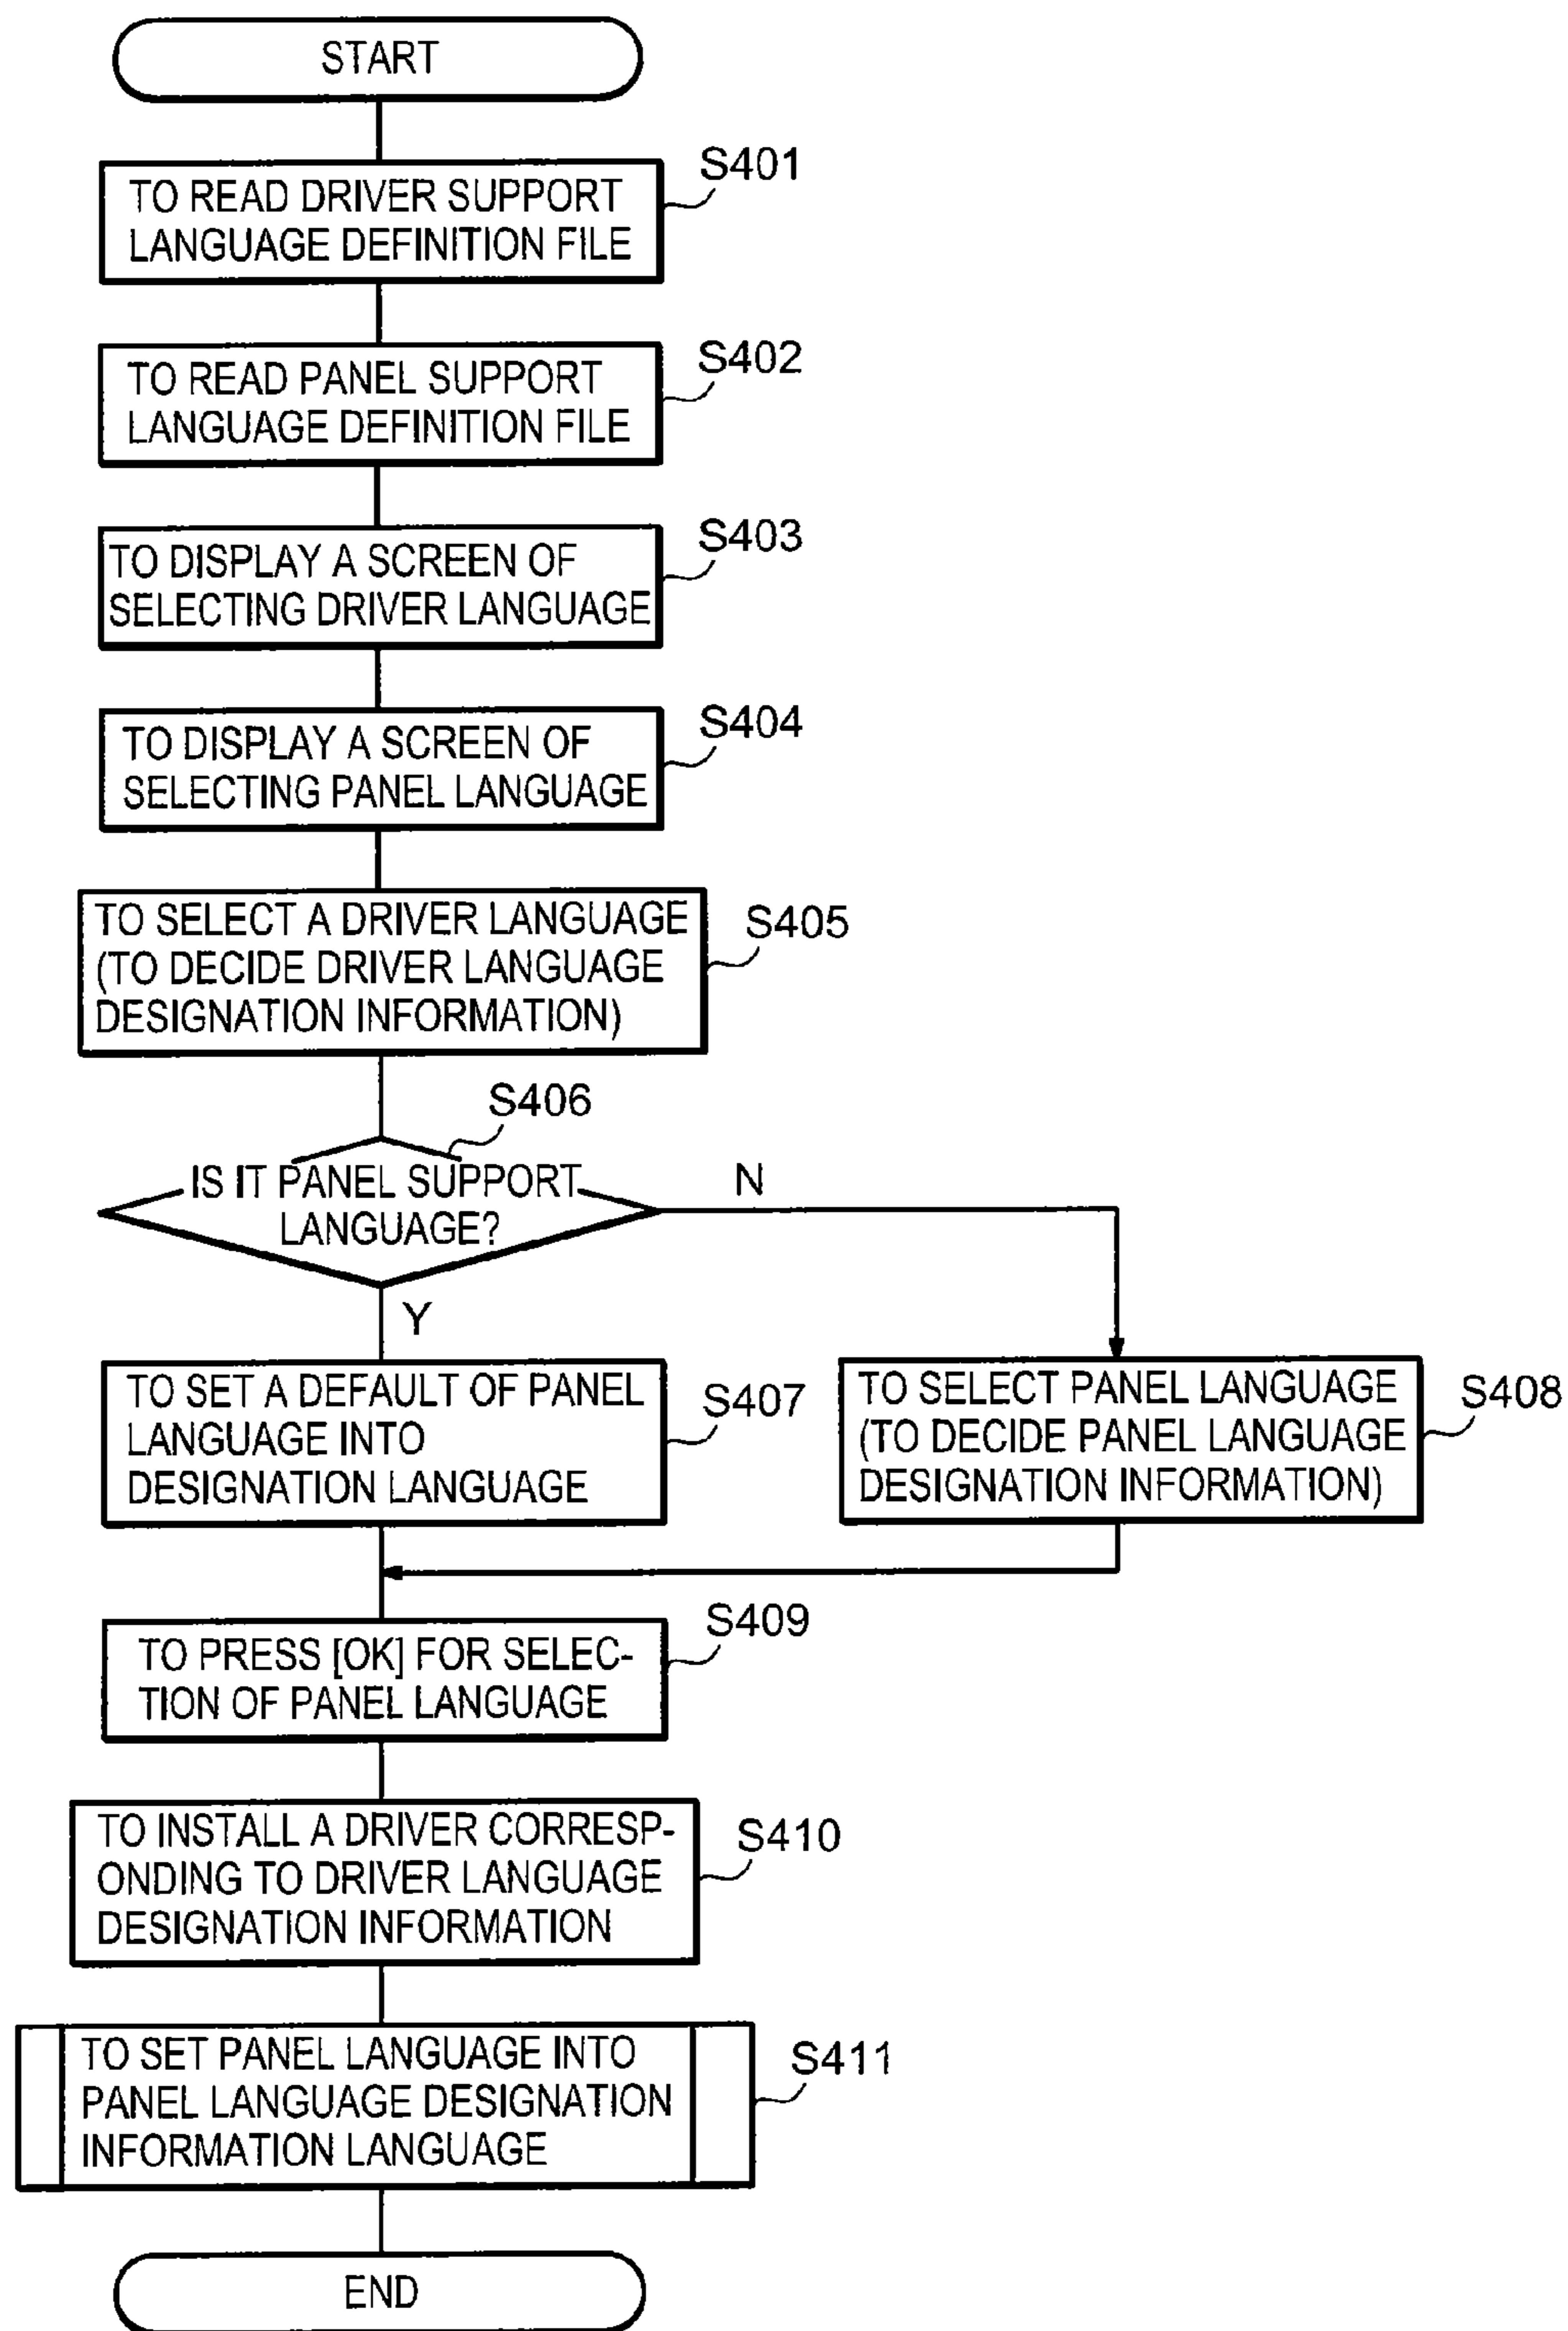 START
S401
TO READ DRIVER SUPPORT
LANGUAGE DEFINITION FILE
S402
TO READ PANEL SUPPORT
LANGUAGE DEFINITION FILE
S403
TO DISPLAY A SCREEN OF
SELECTING DRIVER LANGUAGE
S404
TO DISPLAY A SCREEN OF
SELECTING PANEL LANGUAGE
S405
TO SELECT A DRIVER LANGUAGE
(TO DECIDE DRIVER LANGUAGE
DESIGNATION INFORMATION)
S406
IS IT PANEL SUPPORT
LANGUAGE?
N
Y
TO SET A DEFAULT OF PANEL
LANGUAGE INTO
DESIGNATION LANGUAGE
S407
TO SELECT PANEL LANGUAGE
(TO DECIDE PANEL LANGUAGE
DESIGNATION INFORMATION)
S408
S409
TO PRESS [OK] FOR SELEC-
TION OF PANEL LANGUAGE
S410
TO INSTALL A DRIVER CORRESP-
ONDING TO DRIVER LANGUAGE
DESIGNATION INFORMATION
S411
TO SET PANEL LANGUAGE INTO
PANEL LANGUAGE DESIGNATION
INFORMATION LANGUAGE
END